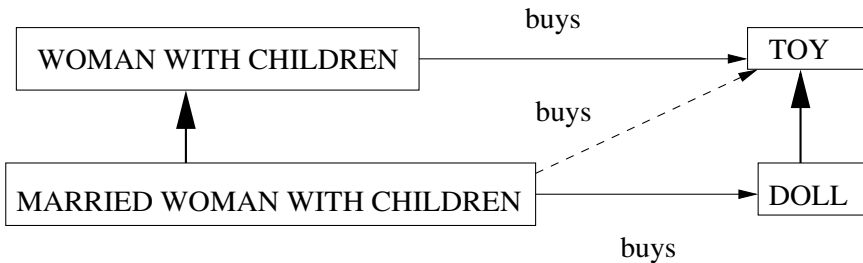 buys
WOMAN WITH CHILDREN
TOY
buys
MARRIED WOMAN WITH CHILDREN
DOLL
buys